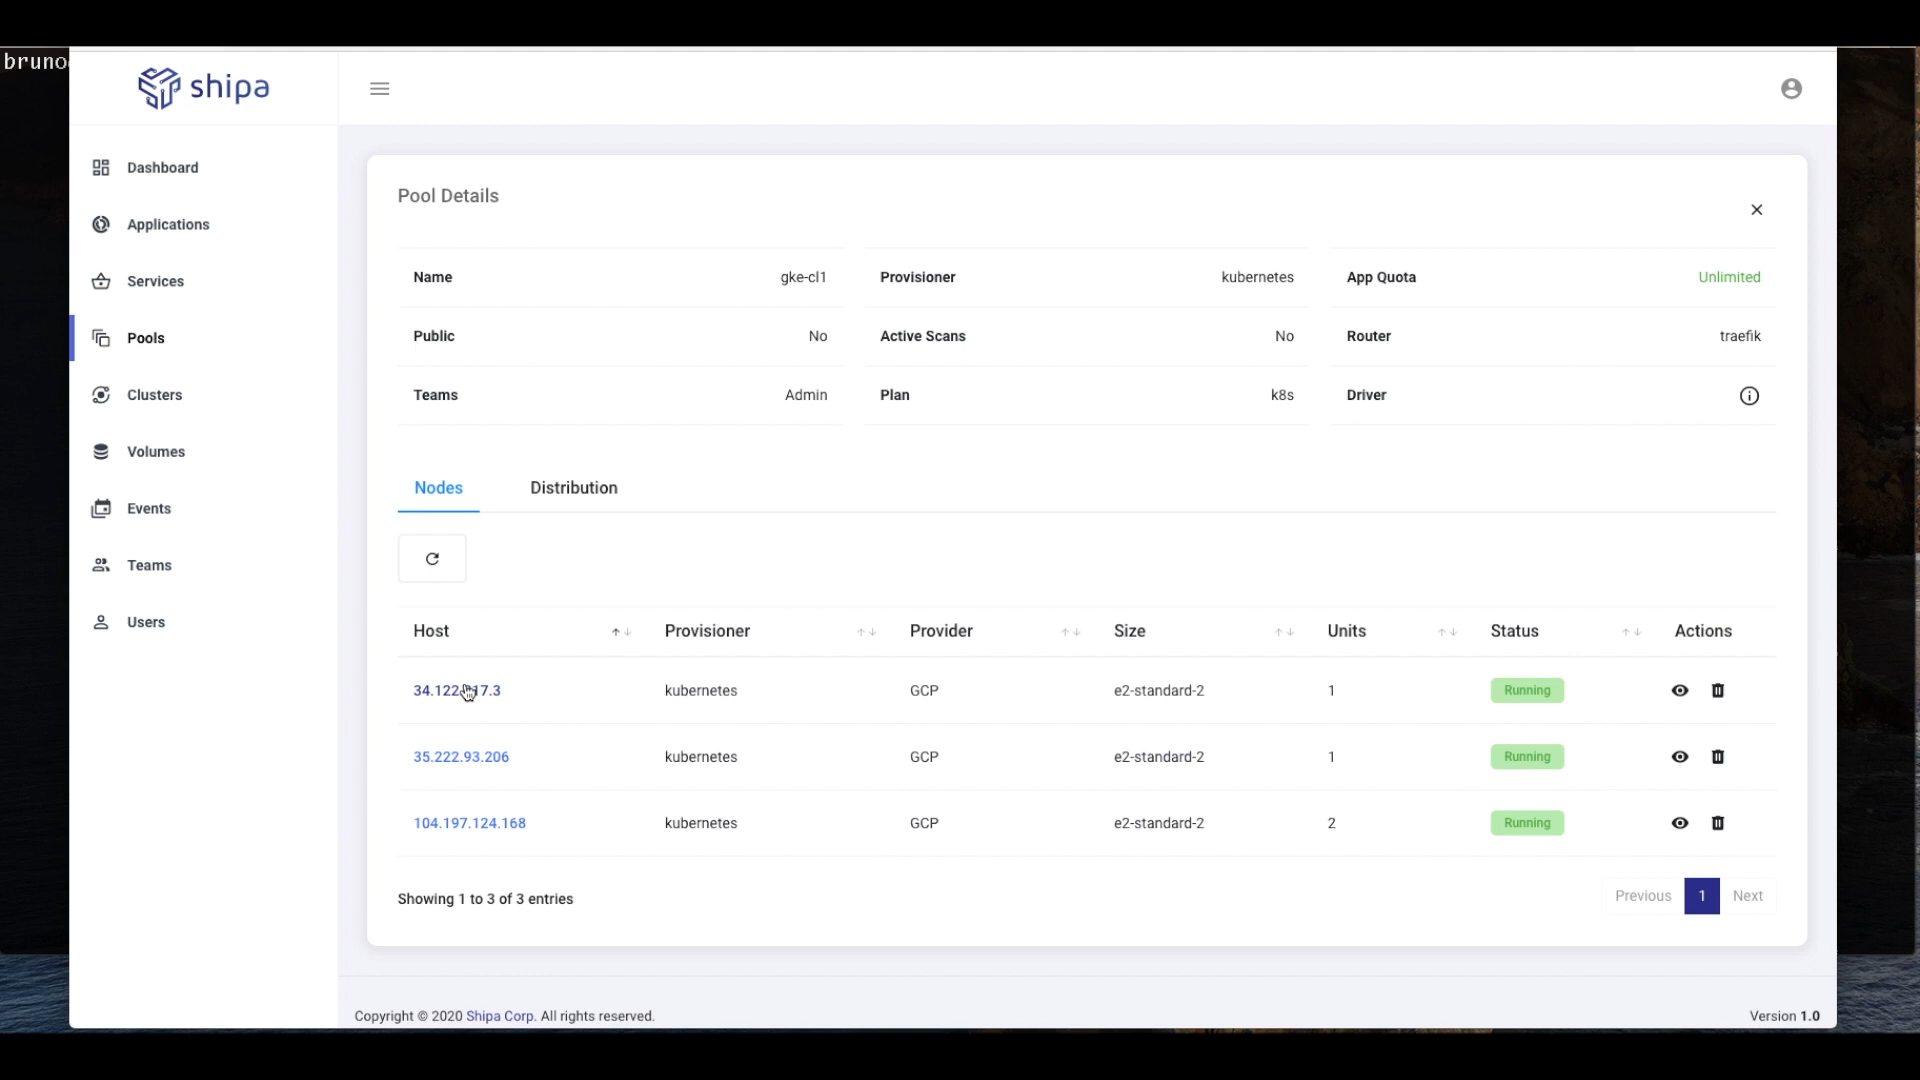 shipa
Dashboard
Applications
Services
Pools
Clusters
Volumes
Events
Teams
Users
Pool Details
Name gke-cl1 Provisioner kubernetes App Quota Unlimited
Public No Active Scans No Router traefik
Teams Admin Plan k8s Driver
Nodes Distribution
Host Provisioner Provider Size Units Status Actions
kubernetes GCP e2-standard-2 1 Running
35.222.93.206 kubernetes GCP e2-standard-2 1 Running
104.197.124.168 kubernetes GCP e2-standard-2 2 Running
Showing 1 to 3 of 3 entries
Previous 1 Next
Copyright © 2020 Shipa Corp. All rights reserved.
Version 1.0